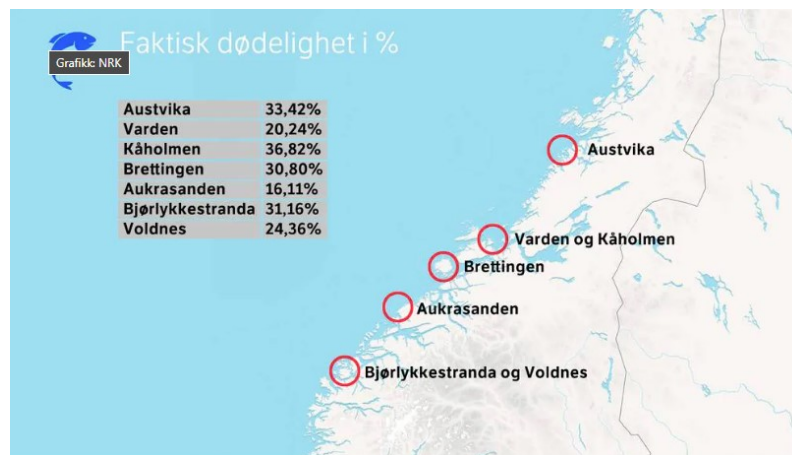 Faktisk dødelighet i %
Grafikk: NRK
Austvika 33,42%
Varden 20,24%
Kåholmen 36,82%
Brettingen 30,80%
Aukrasanden 16,11%
Bjørlykkestranda 31,16%
Voldnes 24,36%
Austvika
Varden og Kåholmen
Brettingen
Aukrasanden
Bjørlykkestranda og Voldnes